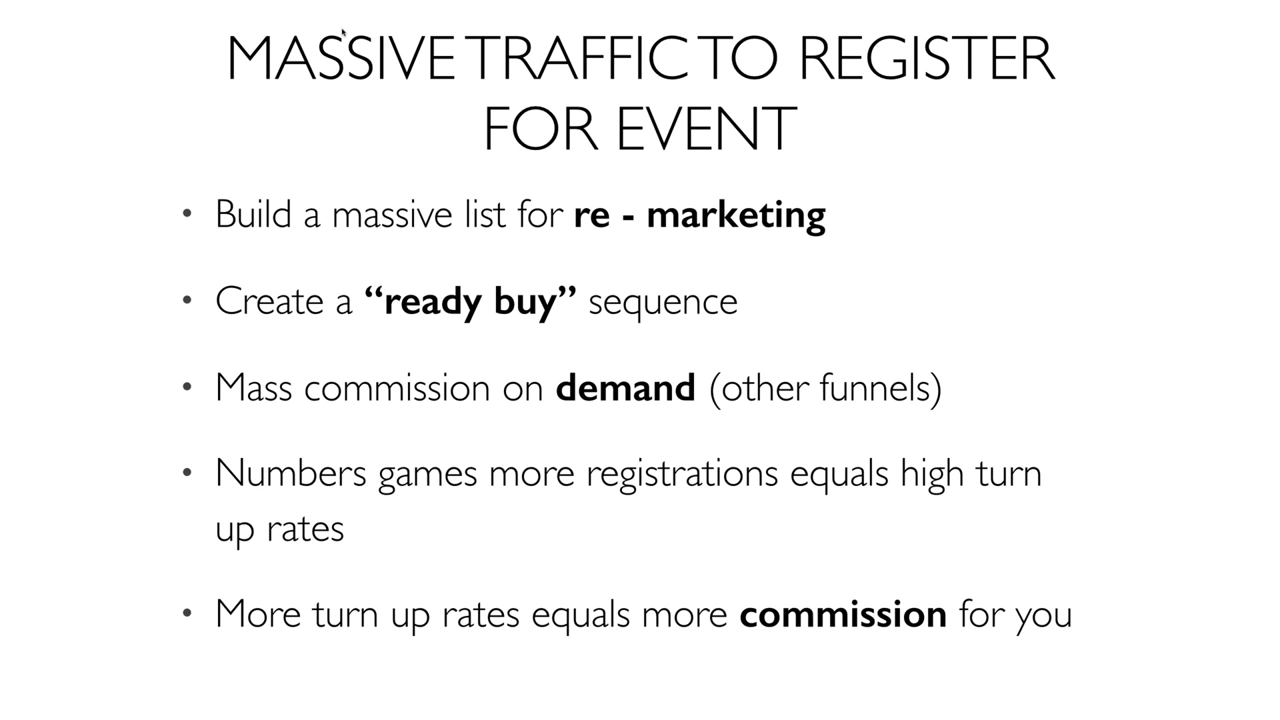 MASSIVE TRAFFIC TO REGISTER
FOR EVENT
• Build a massive list for re - marketing
• Create a “ready buy” sequence
• Mass commission on demand (other funnels)
• Numbers games more registrations equals high turn
up rates
• More turn up rates equals more commission for you